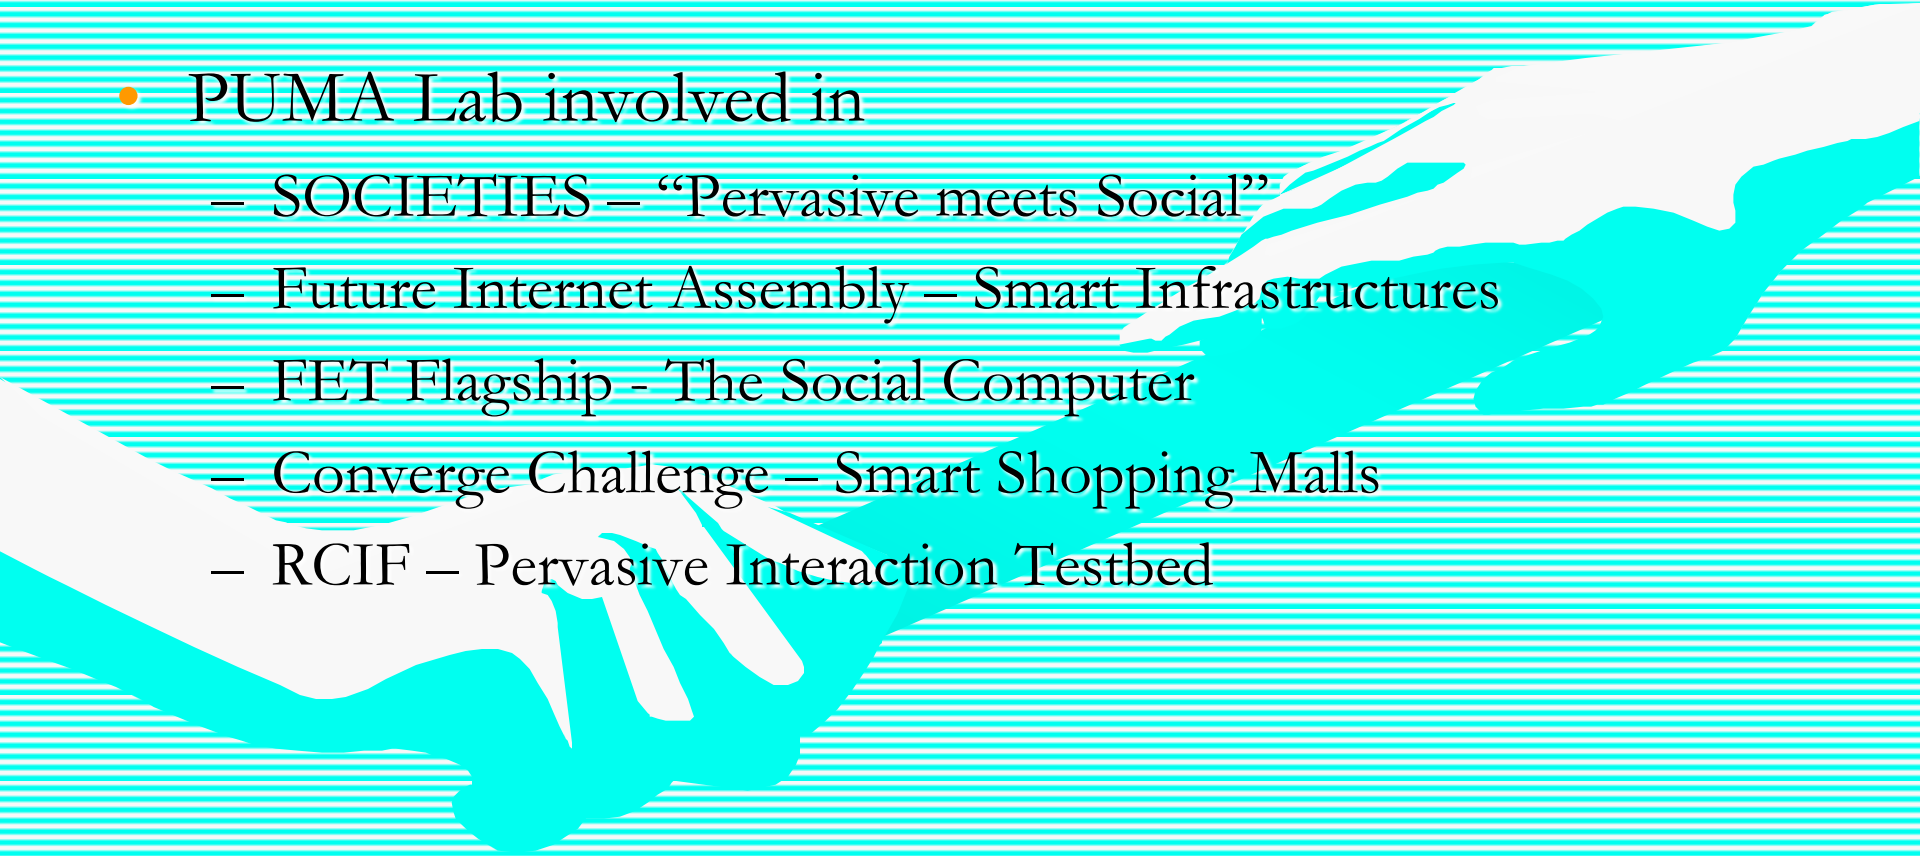 • PUMA Lab involved in
– SOCIETIES – “Pervasive meets Social”
– Future Internet Assembly – Smart Infrastructures
– FET Flagship - The Social Computer
– Converge Challenge – Smart Shopping Malls
– RCIF – Pervasive Interaction Testbed